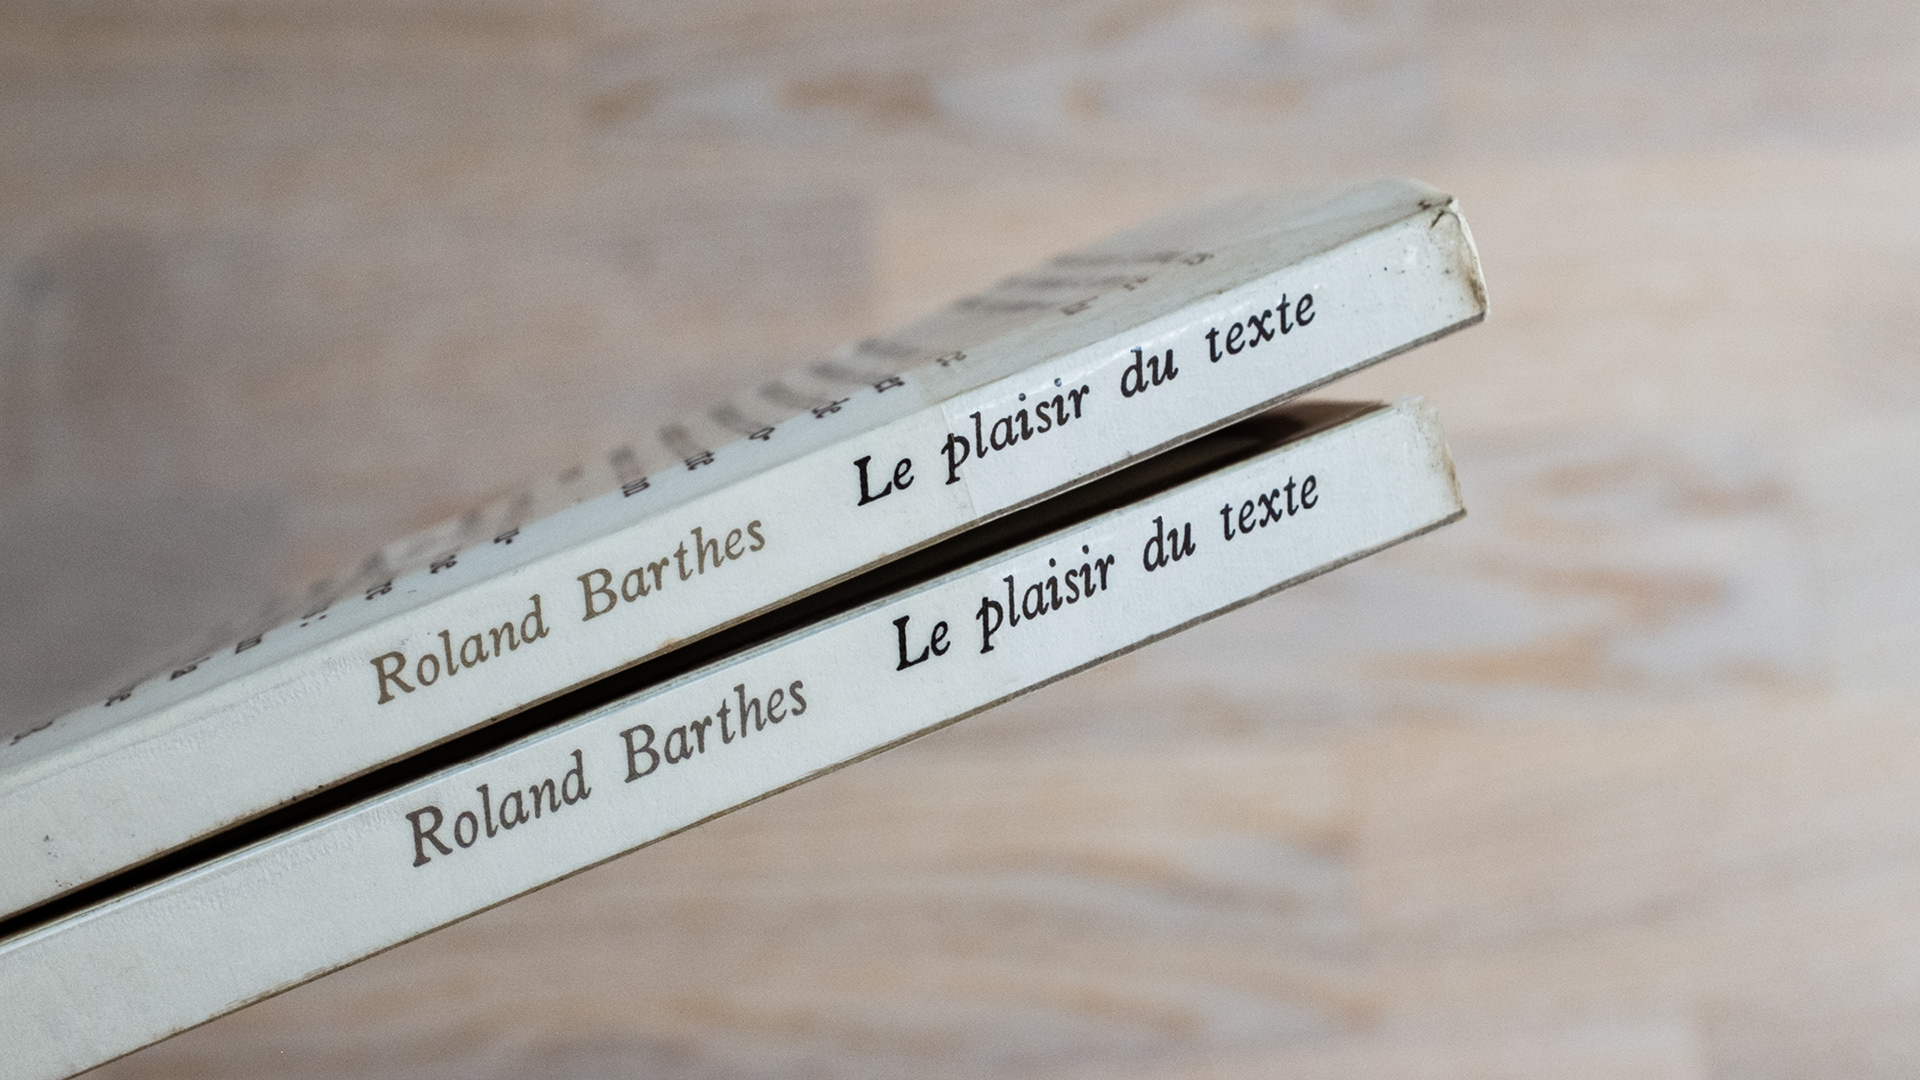 Roland Barthes Le plaisir du texte
Roland Barthes Le plaisir du texte